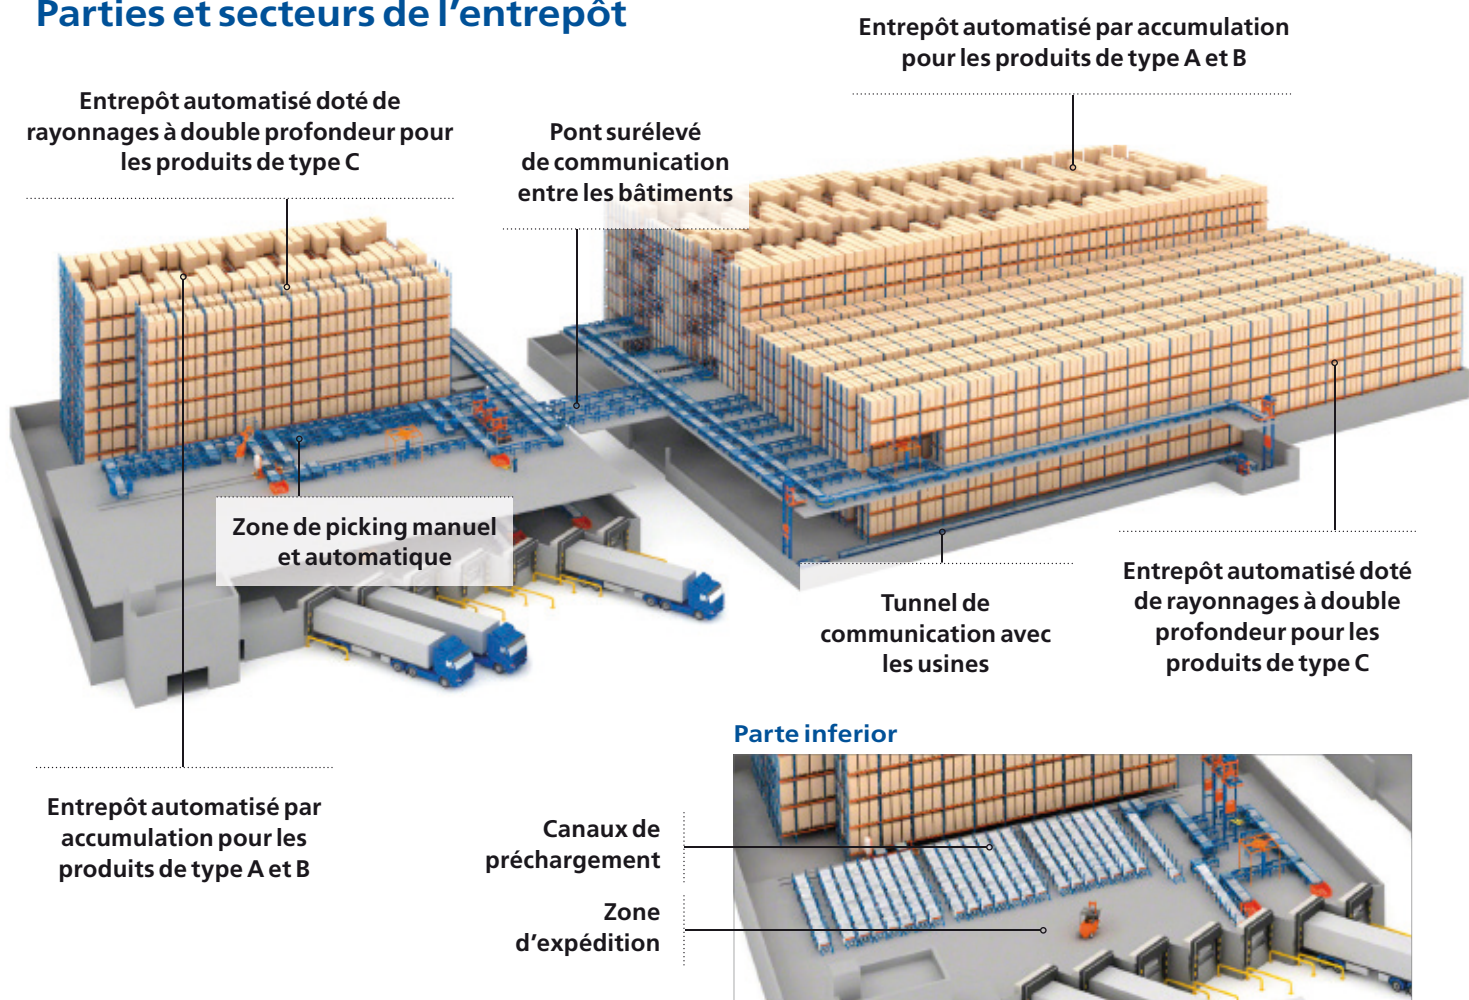 Parties et secteurs de l'entrepôt
Entrepôt automatisé par accumulation
pour les produits de type A et B
Entrepôt automatisé doté de
rayonnages à double profondeur pour
les produits de type C
Pont surélevé
de communication
entre les bâtiments
Zone de picking manuel
et automatique
Tunnel de
communication avec
les usines
Entrepôt automatisé doté
de rayonnages à double
profondeur pour les
produits de type C
Entrepôt automatisé par
accumulation pour les
produits de type A et B
Parte inferior
Canaux de
préchargement
Zone
d'expédition